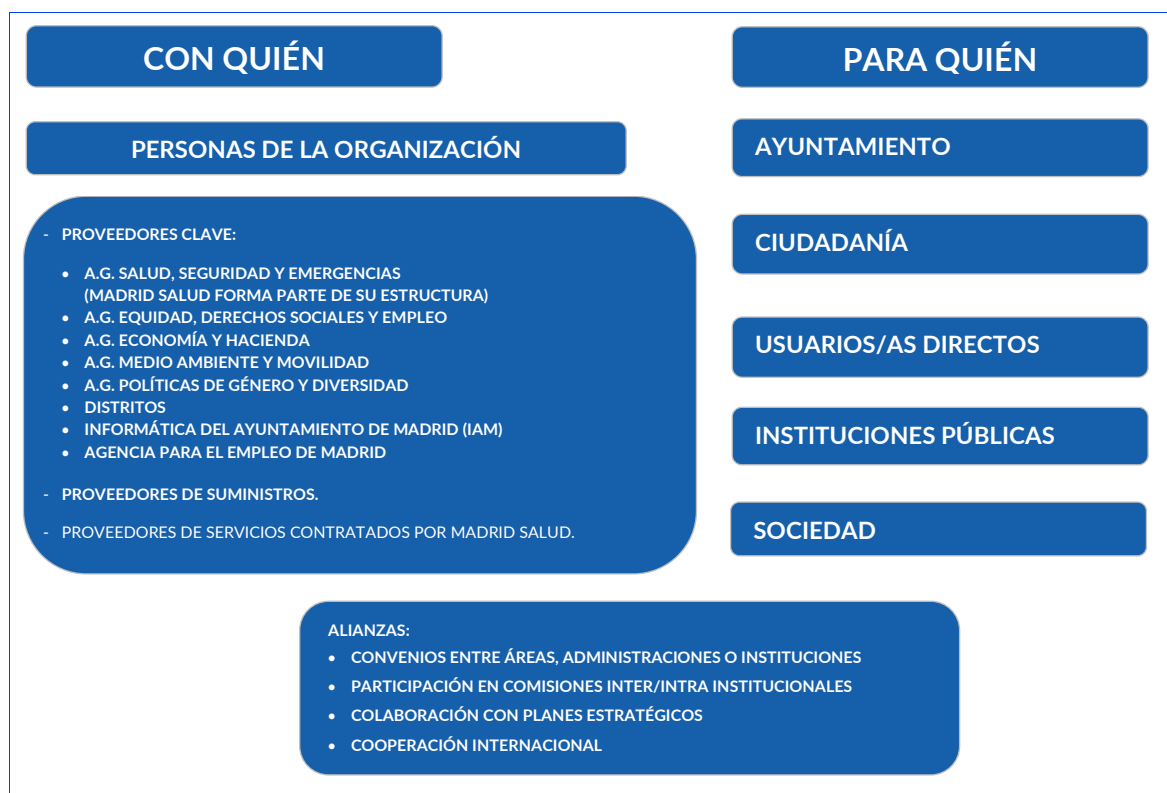 CON QUIÉN
PERSONAS DE LA ORGANIZACIÓN
- PROVEEDORES CLAVE:
• A.G. SALUD, SEGURIDAD Y EMERGENCIAS
(MADRID SALUD FORMA PARTE DE SU ESTRUCTURA)
• A.G. EQUIDAD, DERECHOS SOCIALES Y EMPLEO
• A.G. ECONOMÍA Y HACIENDA
• A.G. MEDIO AMBIENTE Y MOVILIDAD
• A.G. POLÍTICAS DE GÉNERO Y DIVERSIDAD
• DISTRITOS
• INFORMÁTICA DEL AYUNTAMIENTO DE MADRID (IAM)
• AGENCIA PARA EL EMPLEO DE MADRID
- PROVEEDORES DE SUMINISTROS.
- PROVEEDORES DE SERVICIOS CONTRATADOS POR MADRID SALUD.
PARA QUIÉN
AYUNTAMIENTO
CIUDADANÍA
USUARIOS/AS DIRECTOS
INSTITUCIONES PÚBLICAS
SOCIEDAD
ALIANZAS:
• CONVENIOS ENTRE ÁREAS, ADMINISTRACIONES O INSTITUCIONES
• PARTICIPACIÓN EN COMISIONES INTER/INTRA INSTITUCIONALES
• COLABORACIÓN CON PLANES ESTRATÉGICOS
• COOPERACIÓN INTERNACIONAL